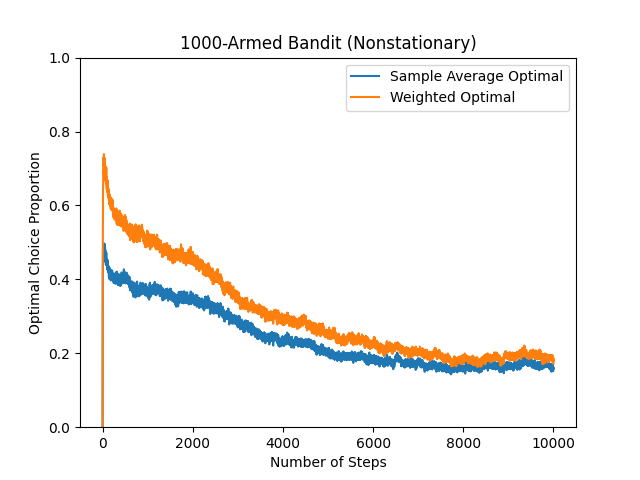 1000-Armed Bandit (Nonstationary)
Sample Average Optimal
Weighted Optimal
Optimal Choice Proportion
1.0
0.8
0.6
0.4
0.2
0.0
0 2000 4000 6000 8000 10000
Number of Steps